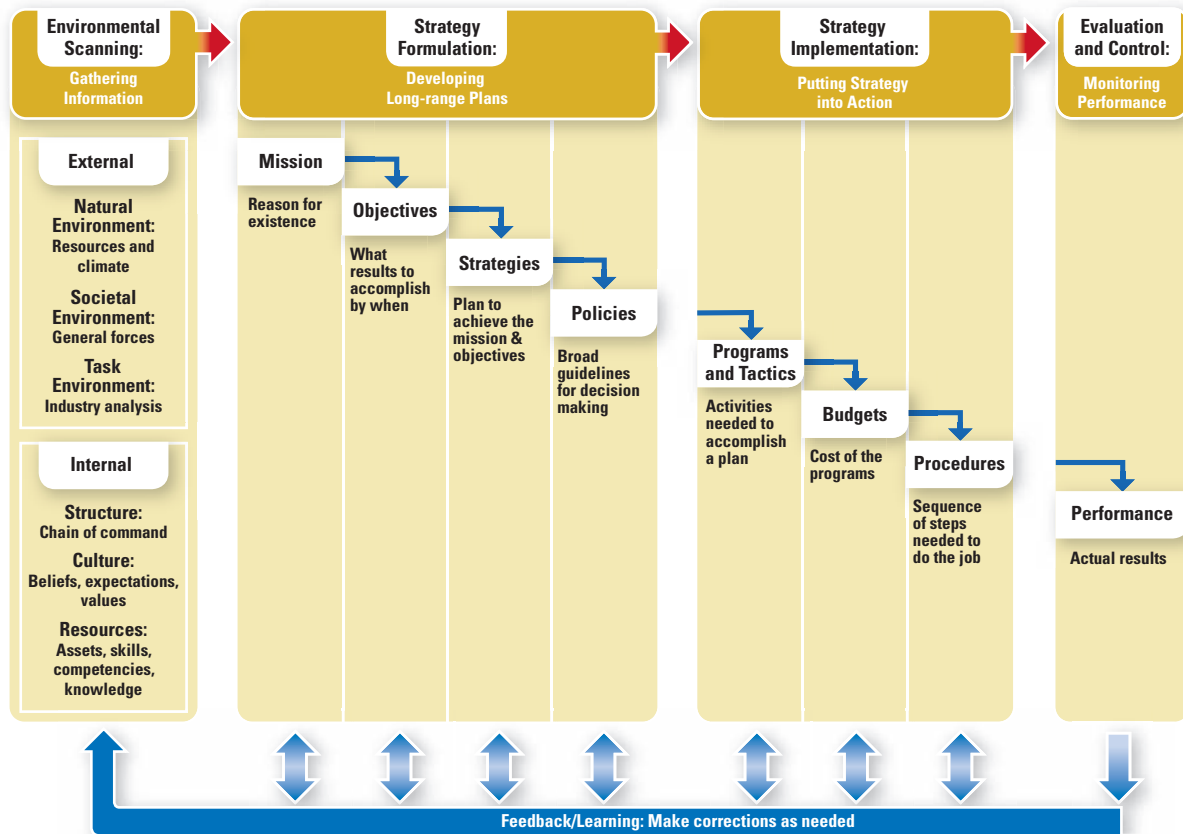 Environmental
Scanning:
Gathering
Information
Strategy
Formulation:
Developing
Long-range Plans
Strategy
Implementation:
Putting Strategy
into Action
Evaluation
and Control:
Monitoring
Performance
External
Natural
Environment:
Resources and
climate
Societal
Environment:
General forces
Task
Environment:
Industry analysis
Internal
Structure:
Chain of command
Culture:
Beliefs, expectations,
values
Resources:
Assets, skills,
competencies,
knowledge
Mission
Reason for
existence
Objectives
What
results to
accomplish
by when
Strategies
Plan to
achieve the
mission &
objectives
Policies
Broad
guidelines
for decision
making
Programs
and Tactics
Activities
needed to
accomplish
a plan
Budgets
Cost of the
programs
Procedures
Sequence
of steps
needed to
do the job
Performance
Actual results
Feedback/Learning: Make corrections as needed